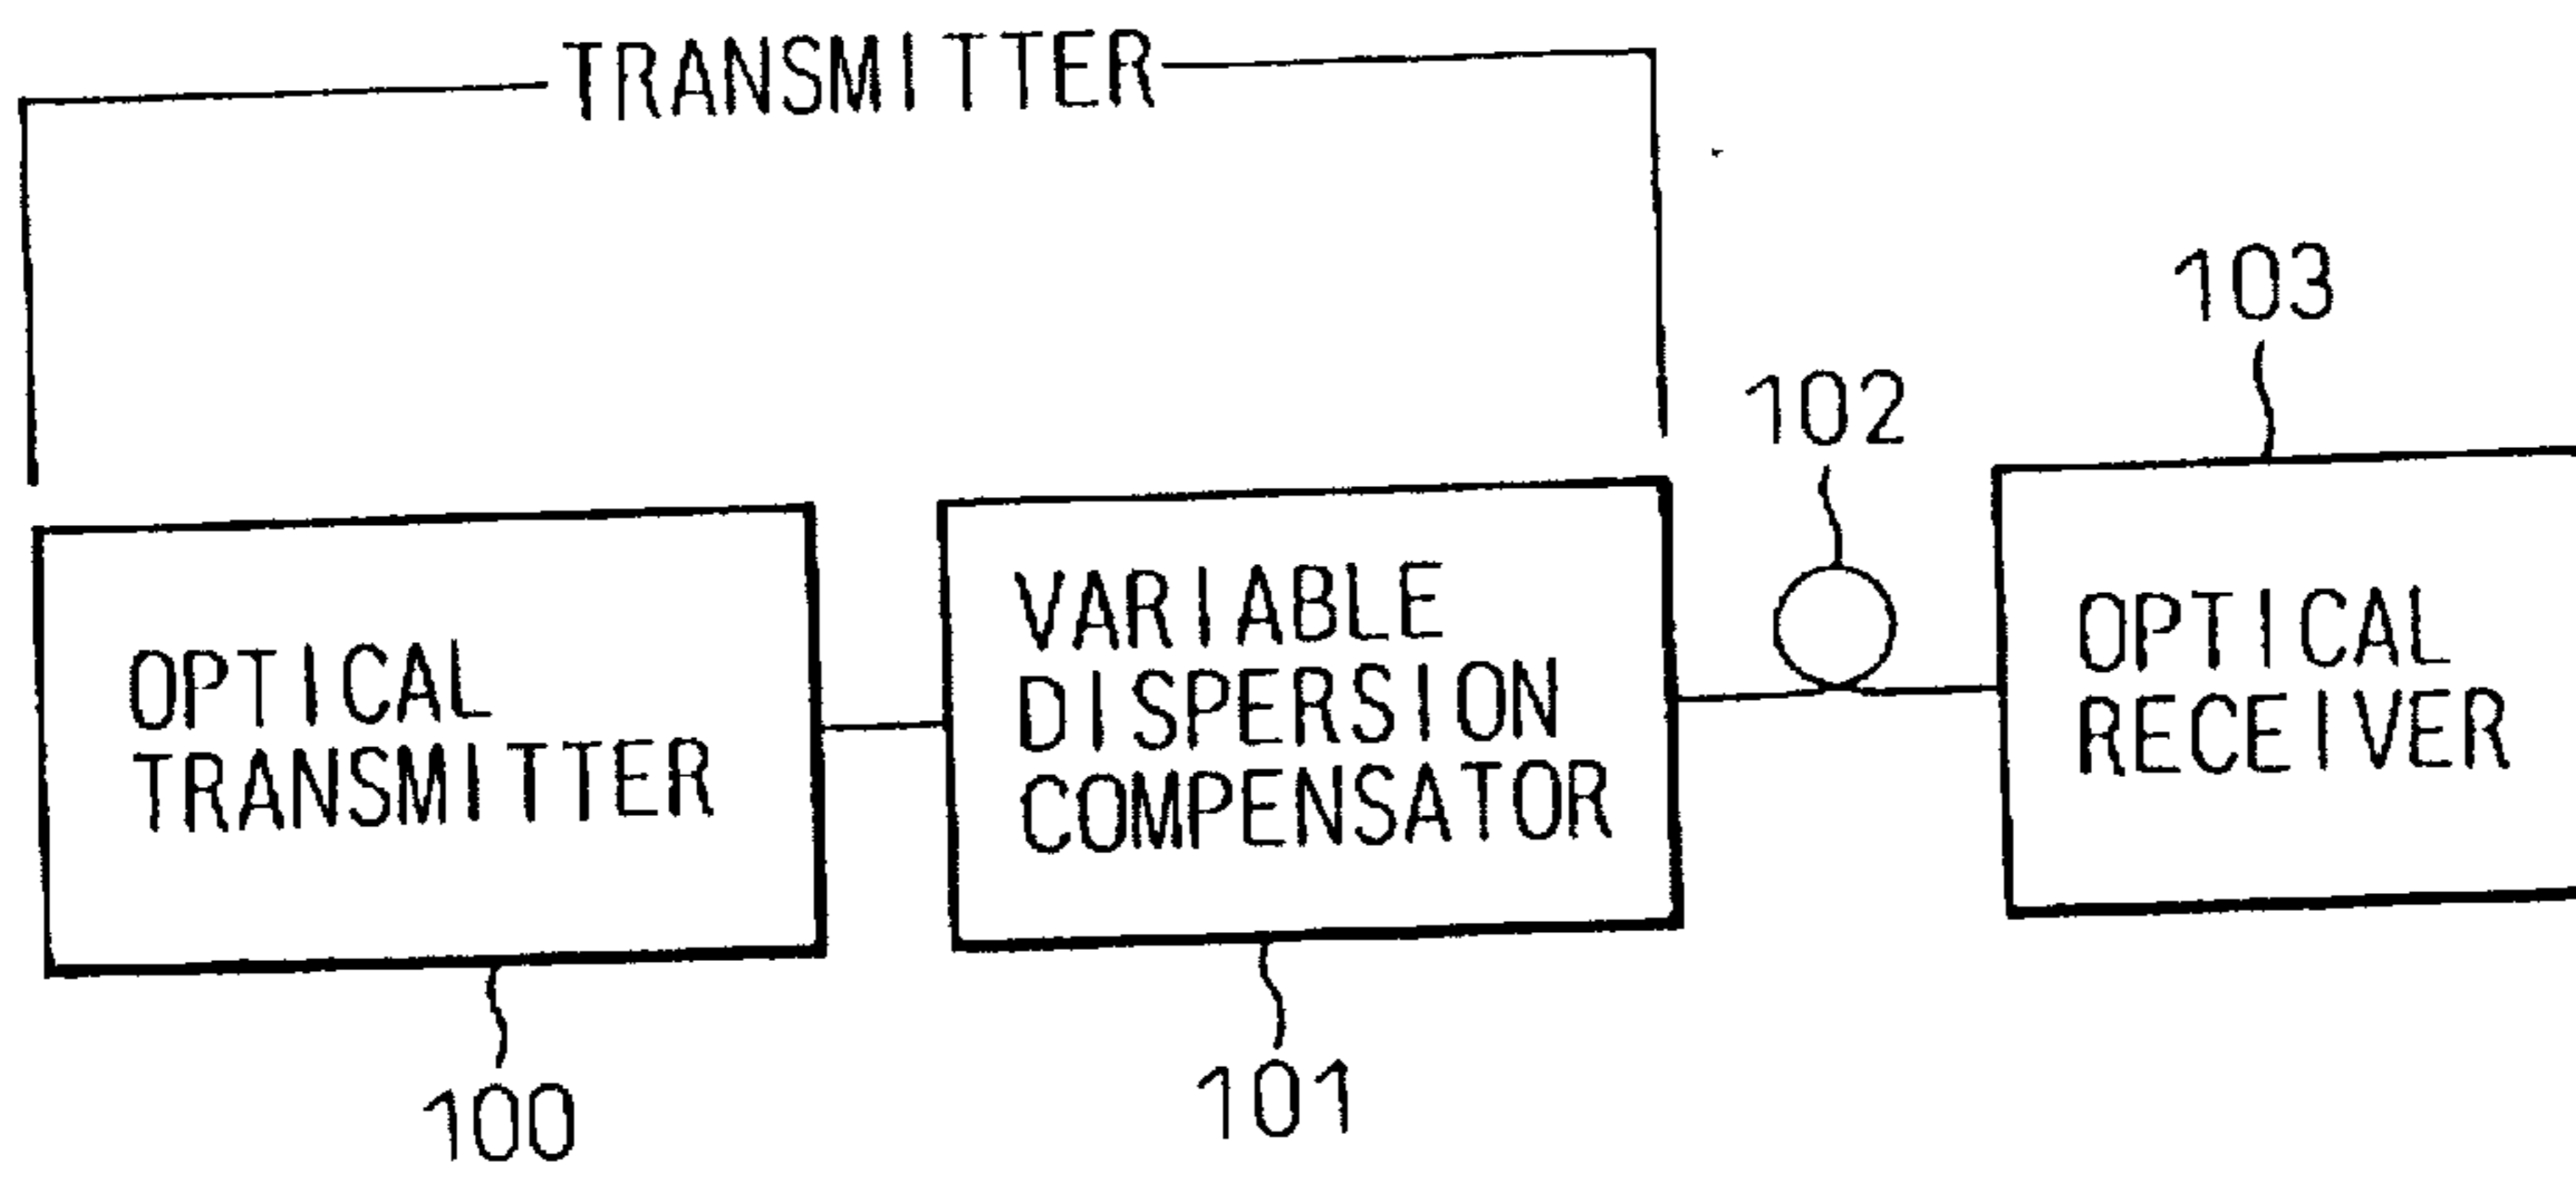 TRANSMITTER
103
102
OPTICAL
TRANSMITTER
VARIABLE
DISPERSION
COMPENSATOR
OPTICAL
RECEIVER
100
101